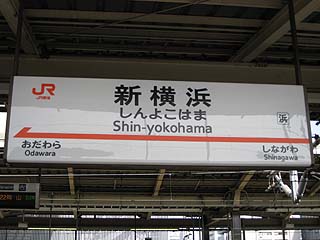 JR
JR東海
新横浜
しんよこはま
Shin-yokohama
浜
おだわら
Odawara
しながわ
Shinagawa